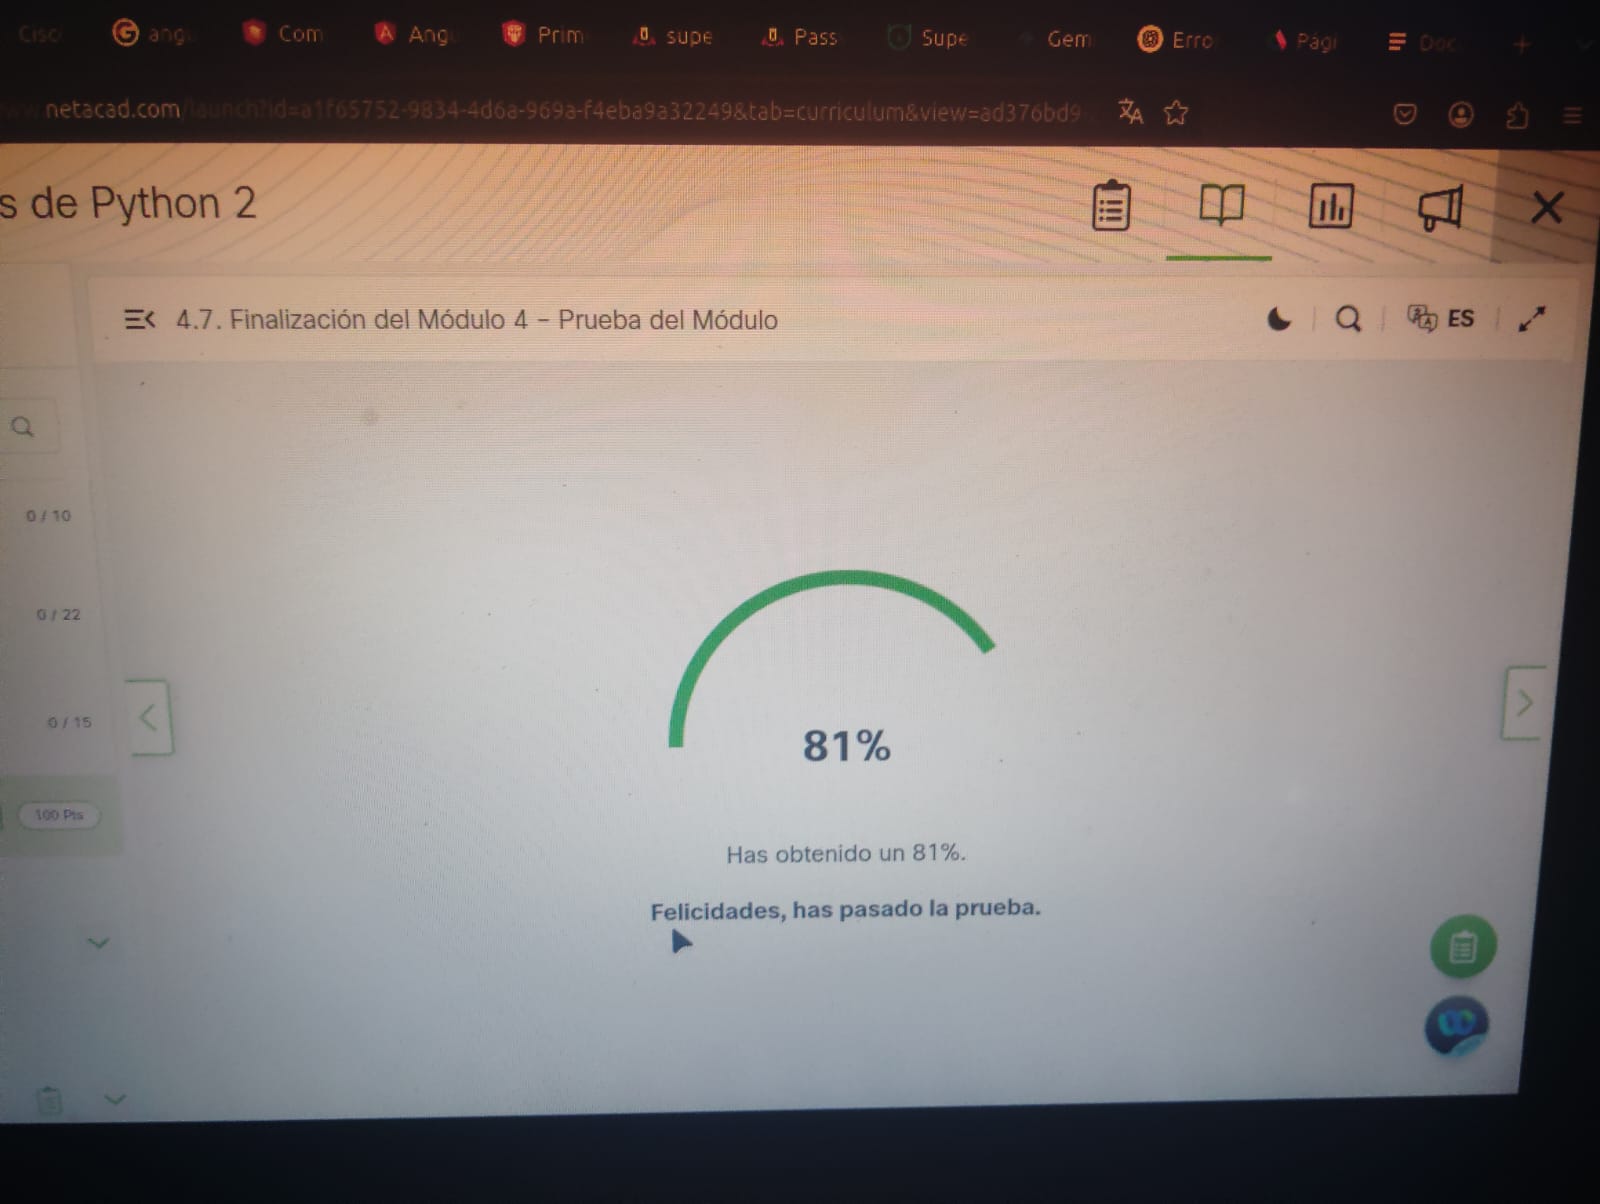 Cisc
ang
Com
Ang
Prim
supe
Pass
Supe
Gem
Erro
Pági
Doc
netacad.com/launch?id=a1f65752-9834-4d6a-969a-f4eba9a32249&tab=curriculum&view=ad376bd9
s de Python 2
4.7. Finalización del Módulo 4 – Prueba del Módulo
ES
0 / 10
0 / 22
0 / 15
100 Pts
81%
Has obtenido un 81%.
Felicidades, has pasado la prueba.